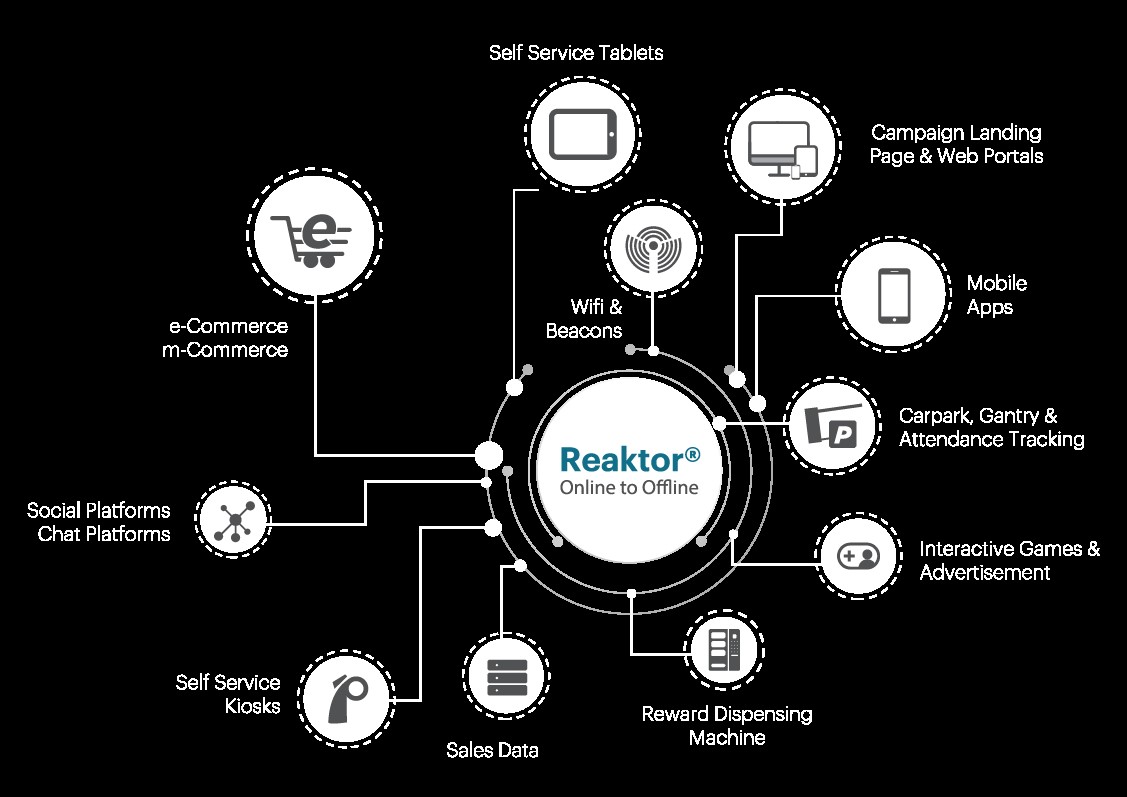 Self Service Tablets
Campaign Landing
Page & Web Portals
e
Wifi &
Beacons
Mobile
Apps
e-Commerce
m-Commerce
Carpark, Gantry &
Attendance Tracking
P
Reaktor®
Online to Offline
Social Platforms
Chat Platforms
Interactive Games &
Advertisement
Self Service
Kiosks
Sales Data
Reward Dispensing
Machine